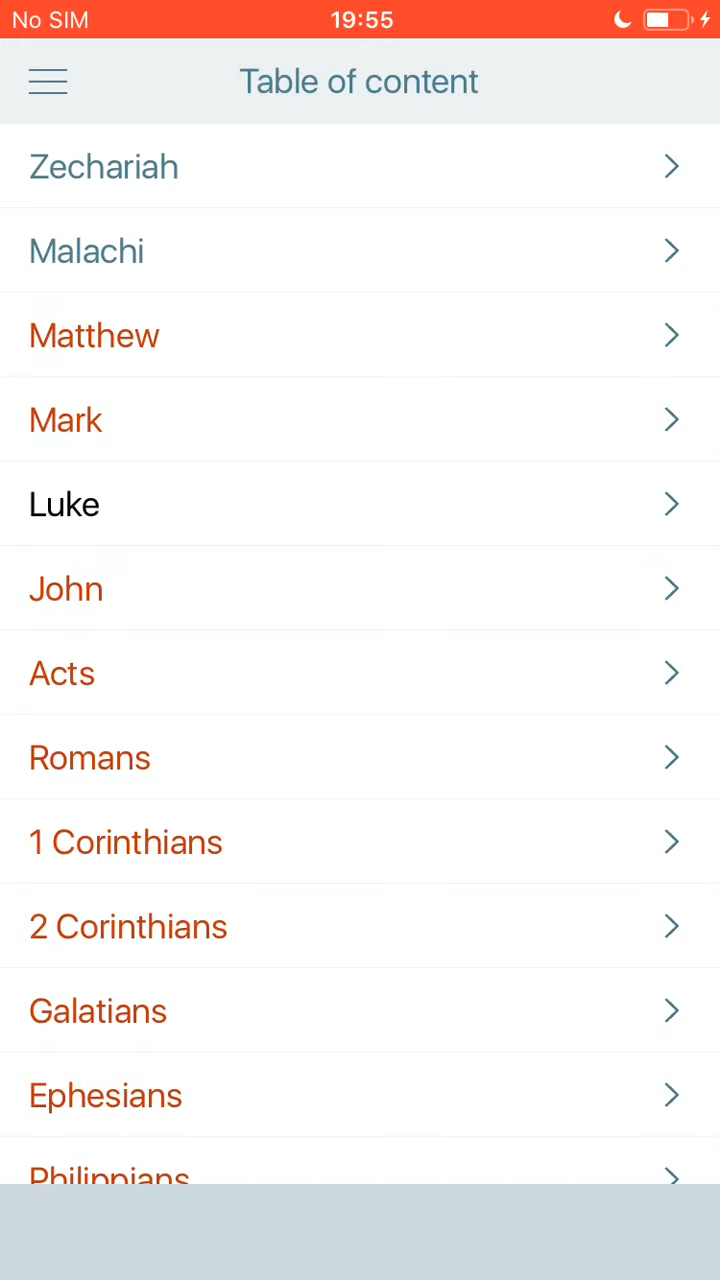 No SIM 19:55
Table of content
Zechariah
Malachi
Matthew
Mark
Luke
John
Acts
Romans
1 Corinthians
2 Corinthians
Galatians
Ephesians
Philippians